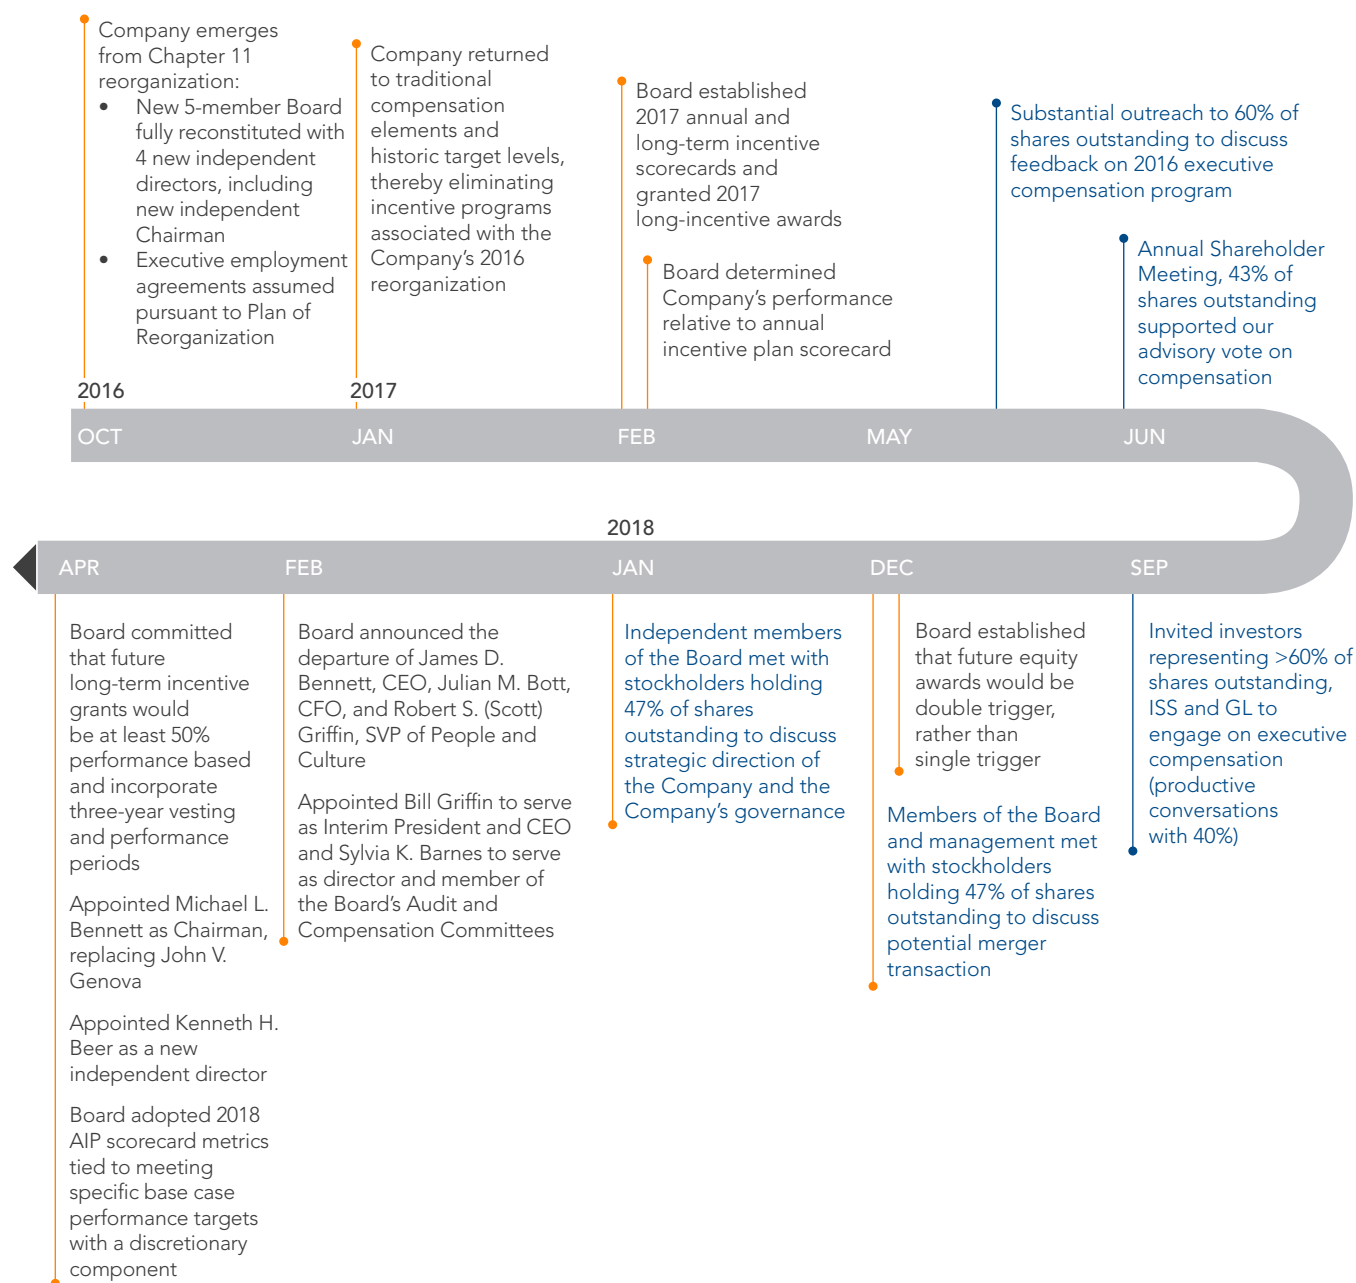 Company emerges
from Chapter 11
reorganization:
• New 5-member Board
fully reconstituted with
4 new independent
directors, including
new independent
Chairman
• Executive employment
agreements assumed
pursuant to Plan of
Reorganization
2016
Company returned
to traditional
compensation
elements and
historic target levels,
thereby eliminating
incentive programs
associated with the
Company's 2016
reorganization
2017
Board established
2017 annual and
long-term incentive
scorecards and
granted 2017
long-incentive awards
Board determined
Company's performance
relative to annual
incentive plan scorecard
Substantial outreach to 60% of
shares outstanding to discuss
feedback on 2016 executive
compensation program
Annual Shareholder
Meeting, 43% of
shares outstanding
supported our
advisory vote on
compensation
OCT
JAN
FEB
MAY
JUN
2018
APR
FEB
JAN
DEC
SEP
Board committed
that future
long-term incentive
grants would
be at least 50%
performance based
and incorporate
three-year vesting
and performance
periods
Appointed Michael L.
Bennett as Chairman,
replacing John V.
Genova
Appointed Kenneth H.
Beer as a new
independent director
Board adopted 2018
AIP scorecard metrics
tied to meeting
specific base case
performance targets
with a discretionary
component
Board announced the
departure of James D.
Bennett, CEO, Julian M. Bott,
CFO, and Robert S. (Scott)
Griffin, SVP of People and
Culture
Appointed Bill Griffin to serve
as Interim President and CEO
and Sylvia K. Barnes to serve
as director and member of
the Board's Audit and
Compensation Committees
Independent members
of the Board met with
stockholders holding
47% of shares
outstanding to discuss
strategic direction of
the Company and the
Company's governance
Board established
that future equity
awards would be
double trigger,
rather than
single trigger
Members of the Board
and management met
with stockholders
holding 47% of shares
outstanding to discuss
potential merger
transaction
Invited investors
representing >60% of
shares outstanding,
ISS and GL to
engage on executive
compensation
(productive
conversations
with 40%)